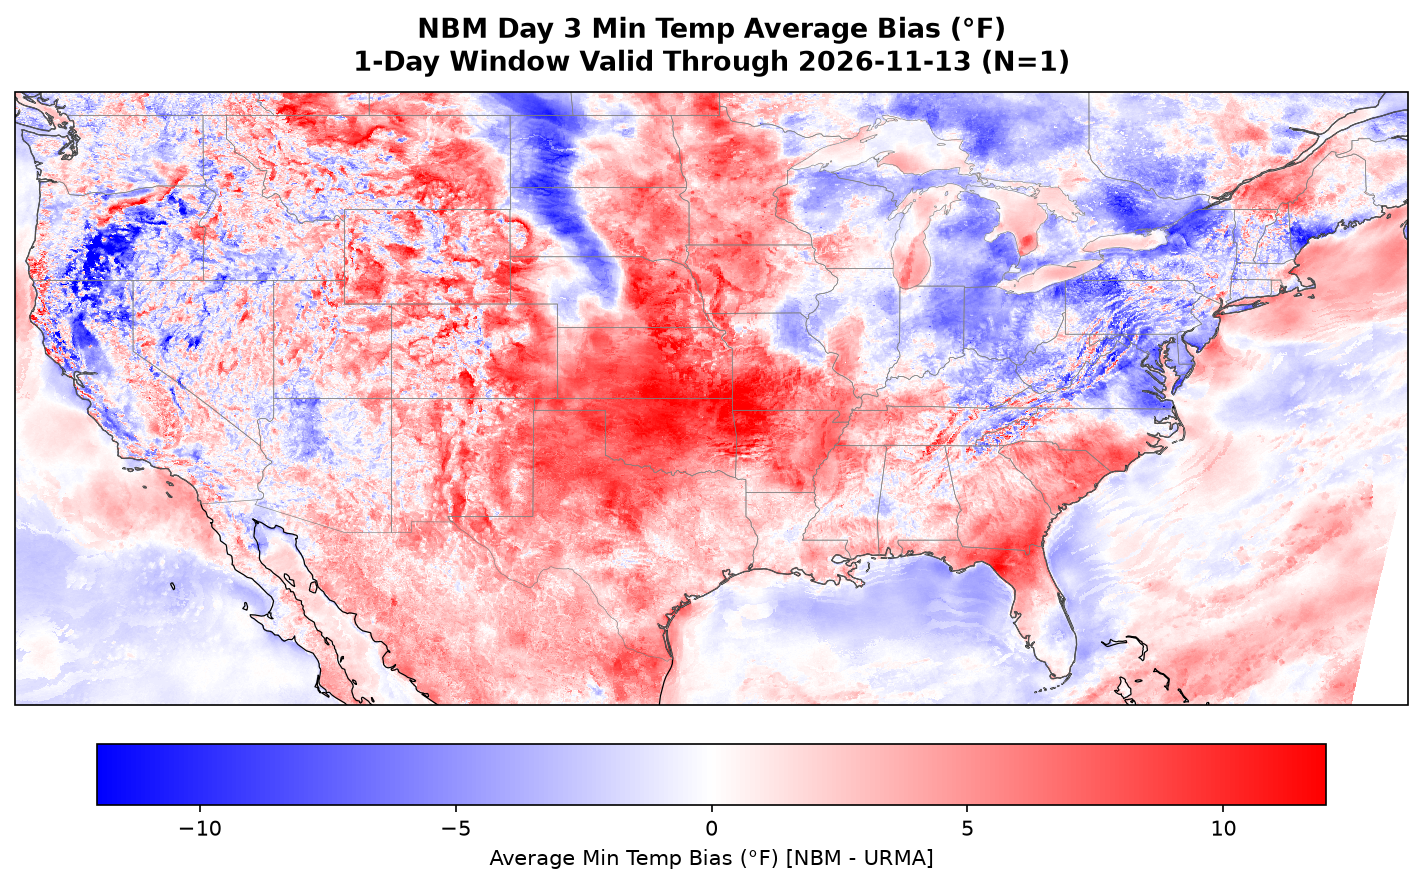 NBM Day 3 Min Temp Average Bias (°F)
1-Day Window Valid Through 2026-11-13 (N=1)
−10 −5 0 5 10
Average Min Temp Bias (°F) [NBM - URMA]